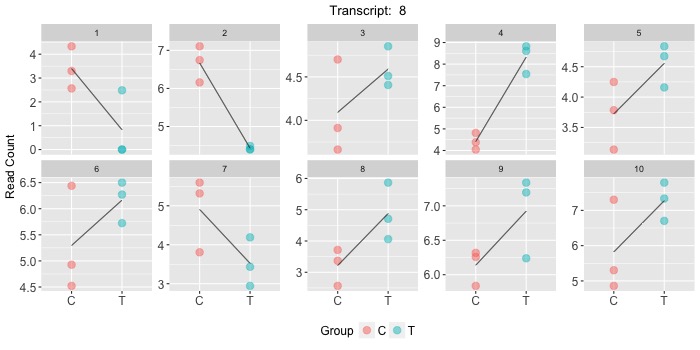 Transcript: 8
1 2 3 4 5
4 3 2 1 0
7 6 5
4.5 4.0
9 8 7 6 5 4
4.5 4.0 3.5
Read Count
6 7 8 9 10
6.5 6.0 5.5 5.0 4.5
5 4 3
6 5 4 3
7.0 6.5 6.0
7 6 5
C T C T C T C T C T
Group C T